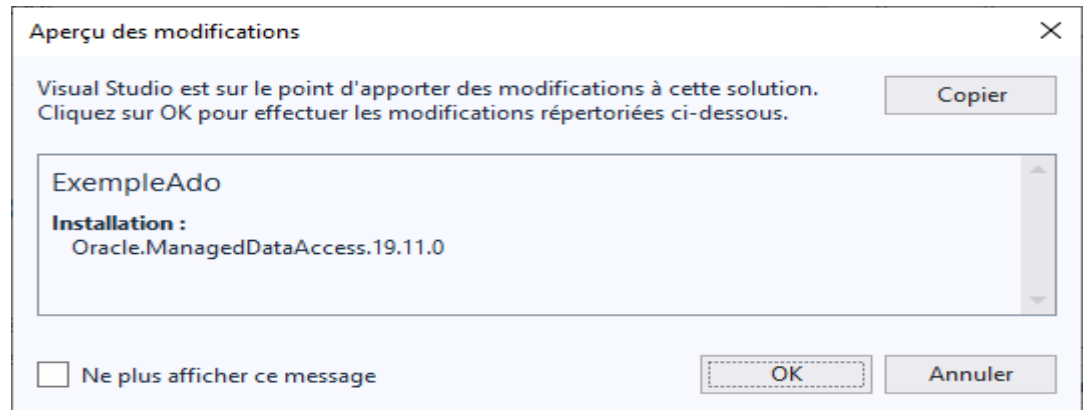 Aperçu des modifications
Visual Studio est sur le point d'apporter des modifications à cette solution.
Cliquez sur OK pour effectuer les modifications répertoriées ci-dessous.
Copier
ExempleAdo
Installation :
Oracle.ManagedDataAccess.19.11.0
Ne plus afficher ce message
OK
Annuler